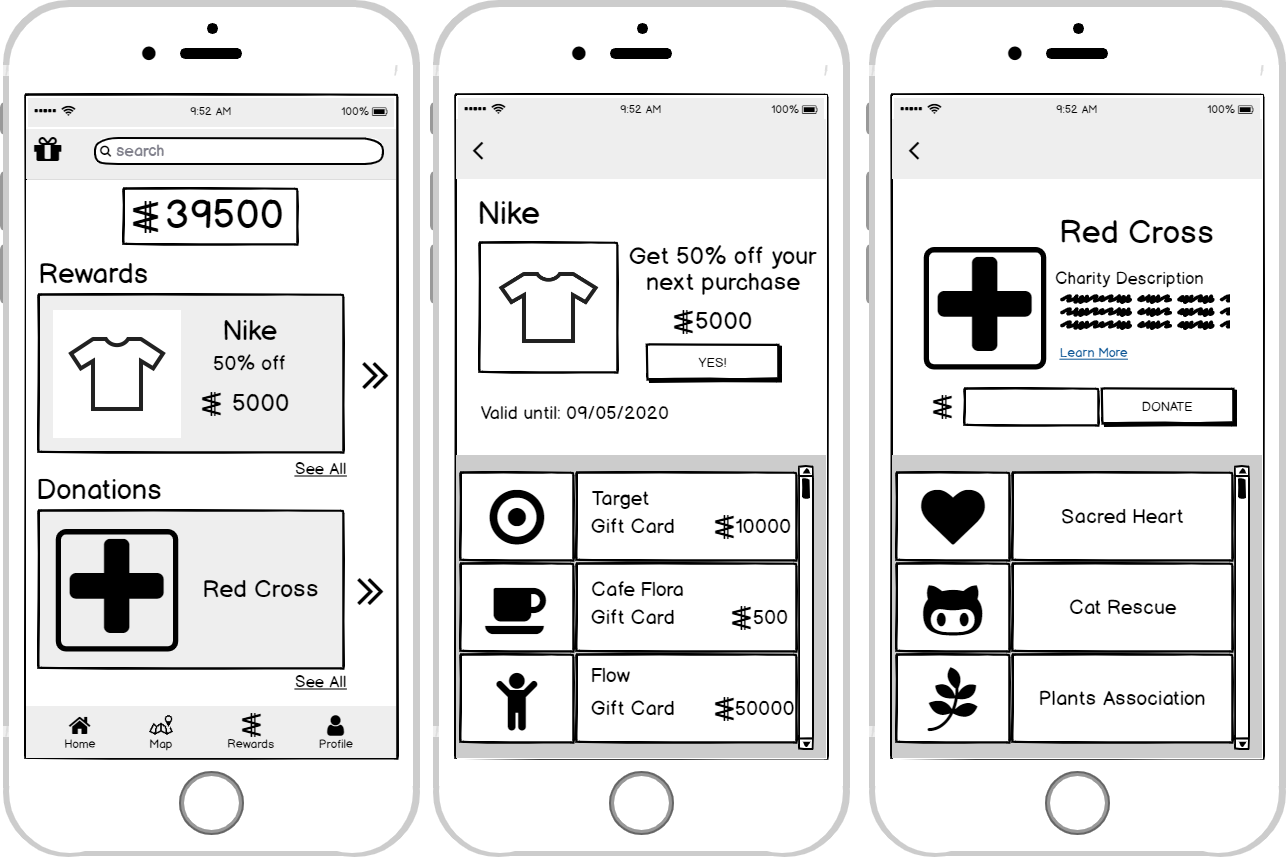 9:52 AM 100%
search
39500
Rewards
Nike
50% off
5000
See All
Donations
Red Cross
See All
Home Map Rewards Profile
9:52 AM 100%
Nike
Get 50% off your
next purchase
5000
YES!
Valid until: 09/05/2020
Target
Gift Card 10000
Cafe Flora
Gift Card 500
Flow
Gift Card 50000
9:52 AM 100%
Red Cross
Charity Description
Learn More
DONATE
Sacred Heart
Cat Rescue
Plants Association